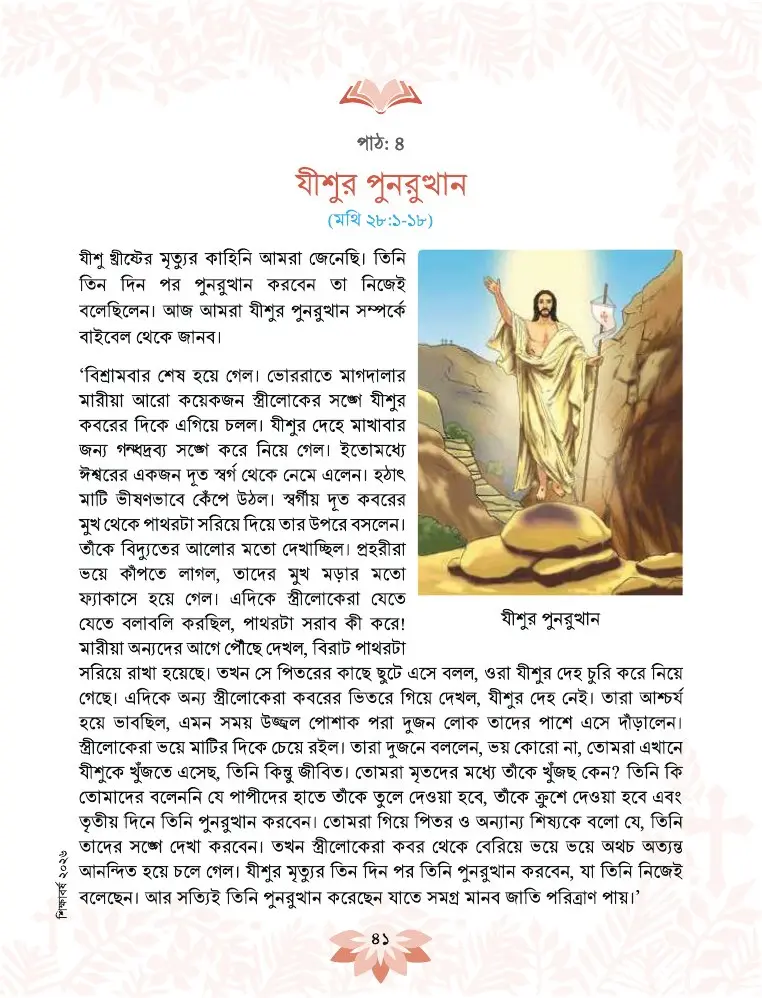 পাঠ: ৪
যীশুর পুনরুত্থান
(মথি ২৮:১-১৮)
যীশু খ্রীষ্টের মৃত্যুর কাহিনি আমরা জেনেছি। তিনি
তিন দিন পর পুনরুত্থান করবেন তা নিজেই
বলেছিলেন। আজ আমরা যীশুর পুনরুত্থান সম্পর্কে
বাইবেল থেকে জানব।
‘বিশ্রামবার শেষ হয়ে গেল। ভোররাতে মাগদালার
মারীয়া আরো কয়েকজন স্ত্রীলোকের সঙ্গে যীশুর
কবরের দিকে এগিয়ে চলল। যীশুর দেহে মাখাবার
জন্য গন্ধদ্রব্য সঙ্গে করে নিয়ে গেল। ইতোমধ্যে
ঈশ্বরের একজন দূত স্বর্গ থেকে নেমে এলেন। হঠাৎ
মাটি ভীষণভাবে কেঁপে উঠল। স্বর্গীয় দূত কবরের
মুখ থেকে পাথরটা সরিয়ে দিয়ে তার উপরে বসলেন।
তাঁকে বিদ্যুতের আলোর মতো দেখাচ্ছিল। প্রহরীরা
ভয়ে কাঁপতে লাগল, তাদের মুখ মড়ার মতো
ফ্যাকাসে হয়ে গেল। এদিকে স্ত্রীলোকেরা যেতে
যেতে বলাবলি করছিল, পাথরটা সরাব কী করে!
মারীয়া অন্যদের আগে পৌঁছে দেখল, বিরাট পাথরটা
যীশুর পুনরুত্থান
সরিয়ে রাখা হয়েছে। তখন সে পিতরের কাছে ছুটে এসে বলল, ওরা যীশুর দেহ চুরি করে নিয়ে
গেছে। এদিকে অন্য স্ত্রীলোকেরা কবরের ভিতরে গিয়ে দেখল, যীশুর দেহ নেই। তারা আশ্চর্য
হয়ে ভাবছিল, এমন সময় উজ্জ্বল পোশাক পরা দুজন লোক তাদের পাশে এসে দাঁড়ালেন।
স্ত্রীলোকেরা ভয়ে মাটির দিকে চেয়ে রইল। তারা দুজনে বললেন, ভয় কোরো না, তোমরা এখানে
যীশুকে খুঁজতে এসেছ, তিনি কিন্তু জীবিত। তোমরা মৃতদের মধ্যে তাঁকে খুঁজছ কেন? তিনি কি
তোমাদের বলেননি যে পাপীদের হাতে তাঁকে তুলে দেওয়া হবে, তাঁকে ক্রুশে দেওয়া হবে এবং
তৃতীয় দিনে তিনি পুনরুত্থান করবেন। তোমরা গিয়ে পিতর ও অন্যান্য শিষ্যকে বলো যে, তিনি
তাদের সঙ্গে দেখা করবেন। তখন স্ত্রীলোকেরা কবর থেকে বেরিয়ে ভয়ে ভয়ে অথচ অত্যন্ত
আনন্দিত হয়ে চলে গেল। যীশুর মৃত্যুর তিন দিন পর তিনি পুনরুত্থান করবেন, যা তিনি নিজেই
বলেছেন। আর সত্যিই তিনি পুনরুত্থান করেছেন যাতে সমগ্র মানব জাতি পরিত্রাণ পায়।’
শিক্ষাবর্ষ ২০২৬
৪১